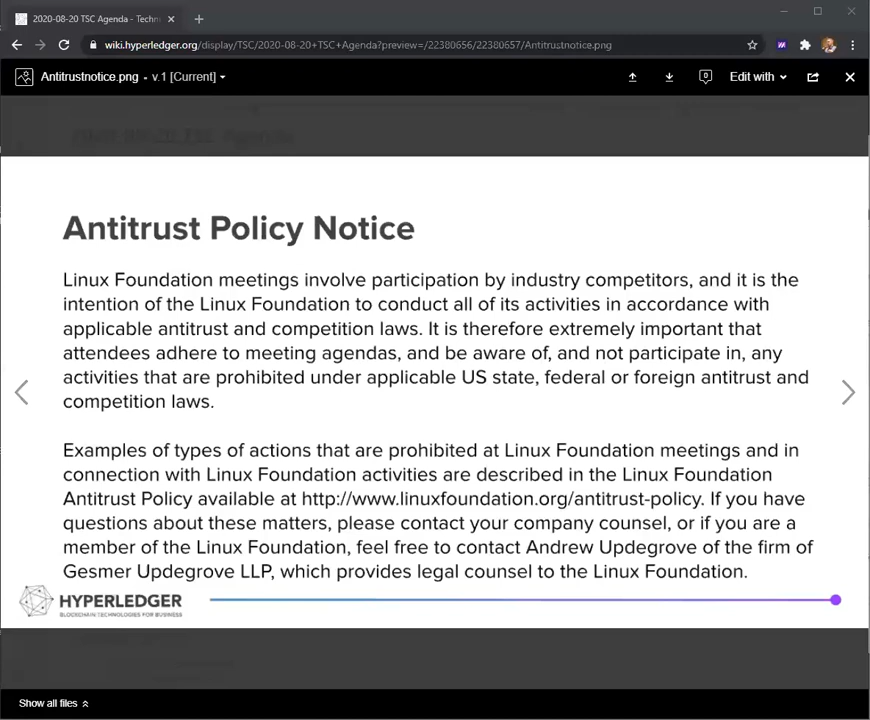 2020-08-20 TSC Agenda - Techn
wiki.hyperledger.org/display/TSC/2020-08-20+TSC+Agenda?preview=/22380656/22380657/Antitrustnotice.png
Antitrustnotice.png - v.1 [Current]
Edit with
2020-08-20 TSC Agenda
Antitrust Policy Notice
Linux Foundation meetings involve participation by industry competitors, and it is the
intention of the Linux Foundation to conduct all of its activities in accordance with
applicable antitrust and competition laws. It is therefore extremely important that
attendees adhere to meeting agendas, and be aware of, and not participate in, any
activities that are prohibited under applicable US state, federal or foreign antitrust and
competition laws.
Examples of types of actions that are prohibited at Linux Foundation meetings and in
connection with Linux Foundation activities are described in the Linux Foundation
Antitrust Policy available at http://www.linuxfoundation.org/antitrust-policy. If you have
questions about these matters, please contact your company counsel, or if you are a
member of the Linux Foundation, feel free to contact Andrew Updegrove of the firm of
Gesmer Updegrove LLP, which provides legal counsel to the Linux Foundation.
HYPERLEDGER
BLOCKCHAIN TECHNOLOGIES FOR BUSINESS
Show all files